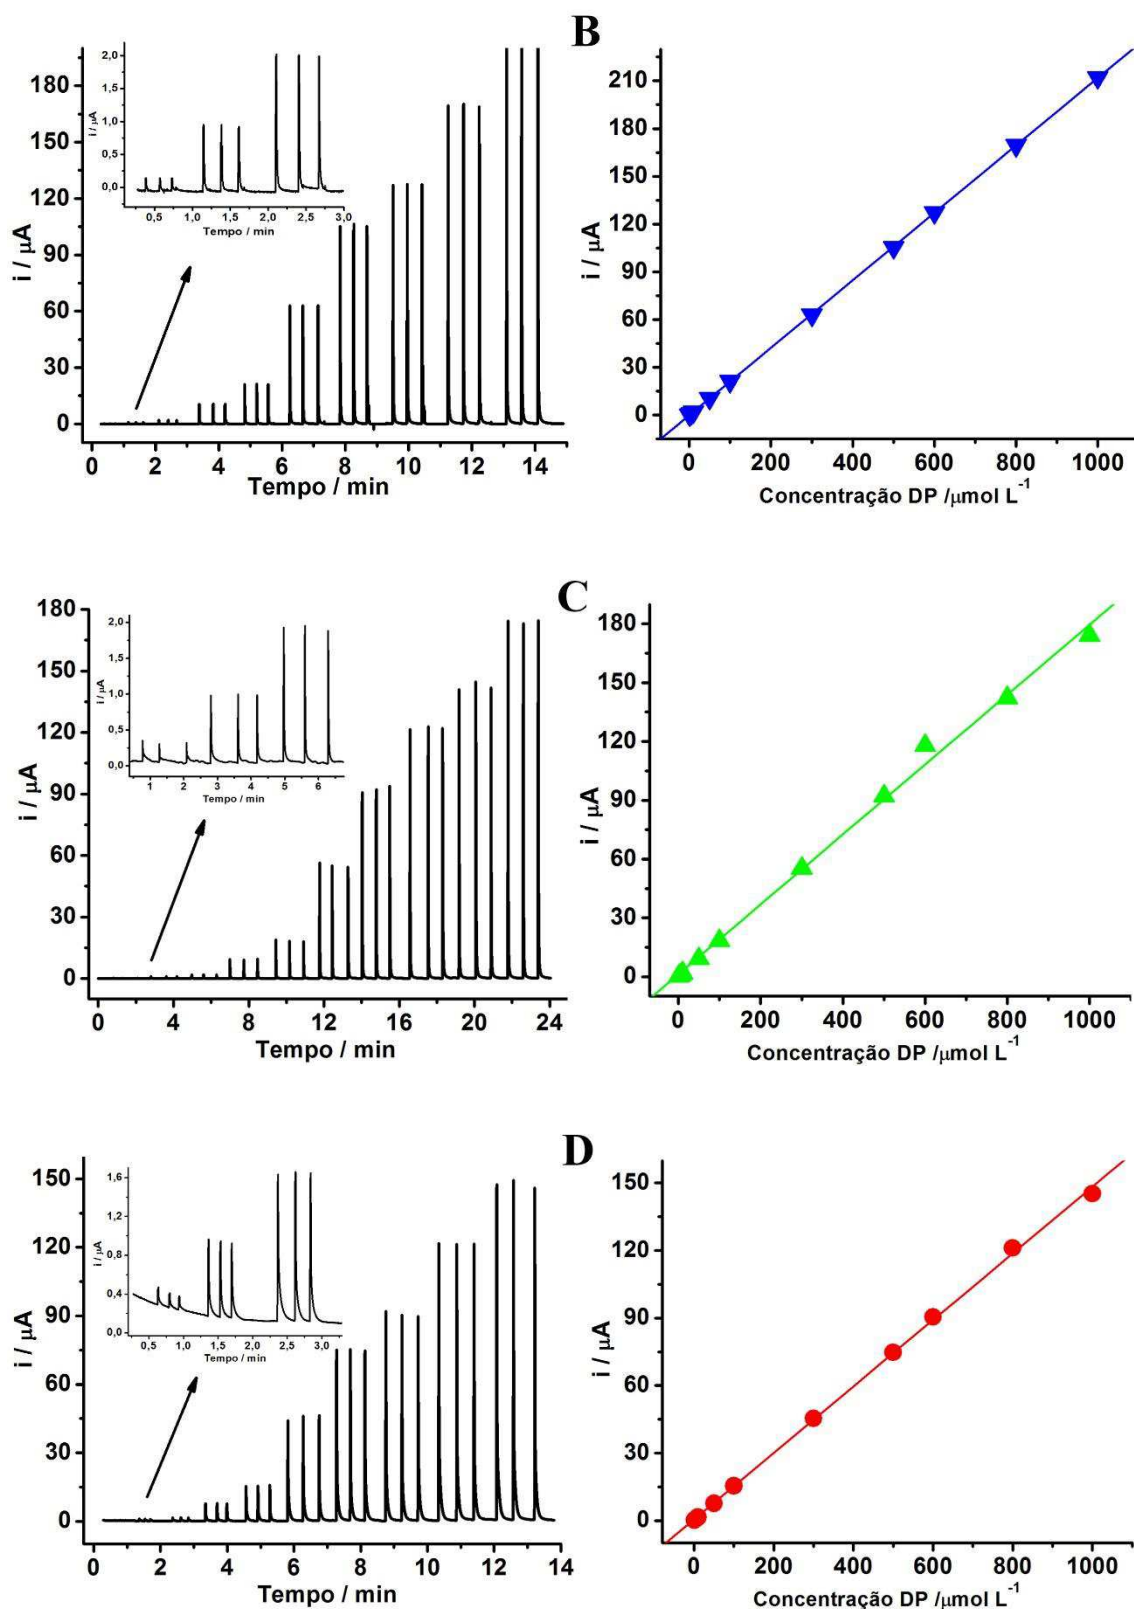 B
i / µA
180
150
120
90
60
30
0
0 2 4 6 8 10 12 14
Tempo / min
i / µA
2,0
1,5
1,0
0,5
0,0
0,5 1,0 1,5 2,0 2,5 3,0
Tempo / min
i / µA
210
180
150
120
90
60
30
0
0 200 400 600 800 1000
Concentração DP /µmol L⁻¹
C
i / µA
180
150
120
90
60
30
0
0 4 8 12 16 20 24
Tempo / min
i / µA
2,0
1,5
1,0
0,5
0,0
1 2 3 4 5 6
Tempo / min
i / µA
180
150
120
90
60
30
0
0 200 400 600 800 1000
Concentração DP /µmol L⁻¹
D
i / µA
150
120
90
60
30
0
0 2 4 6 8 10 12 14
Tempo / min
i / µA
1,6
1,2
0,8
0,4
0,0
0,5 1,0 1,5 2,0 2,5 3,0
Tempo / min
i / µA
150
120
90
60
30
0
0 200 400 600 800 1000
Concentração DP /µmol L⁻¹